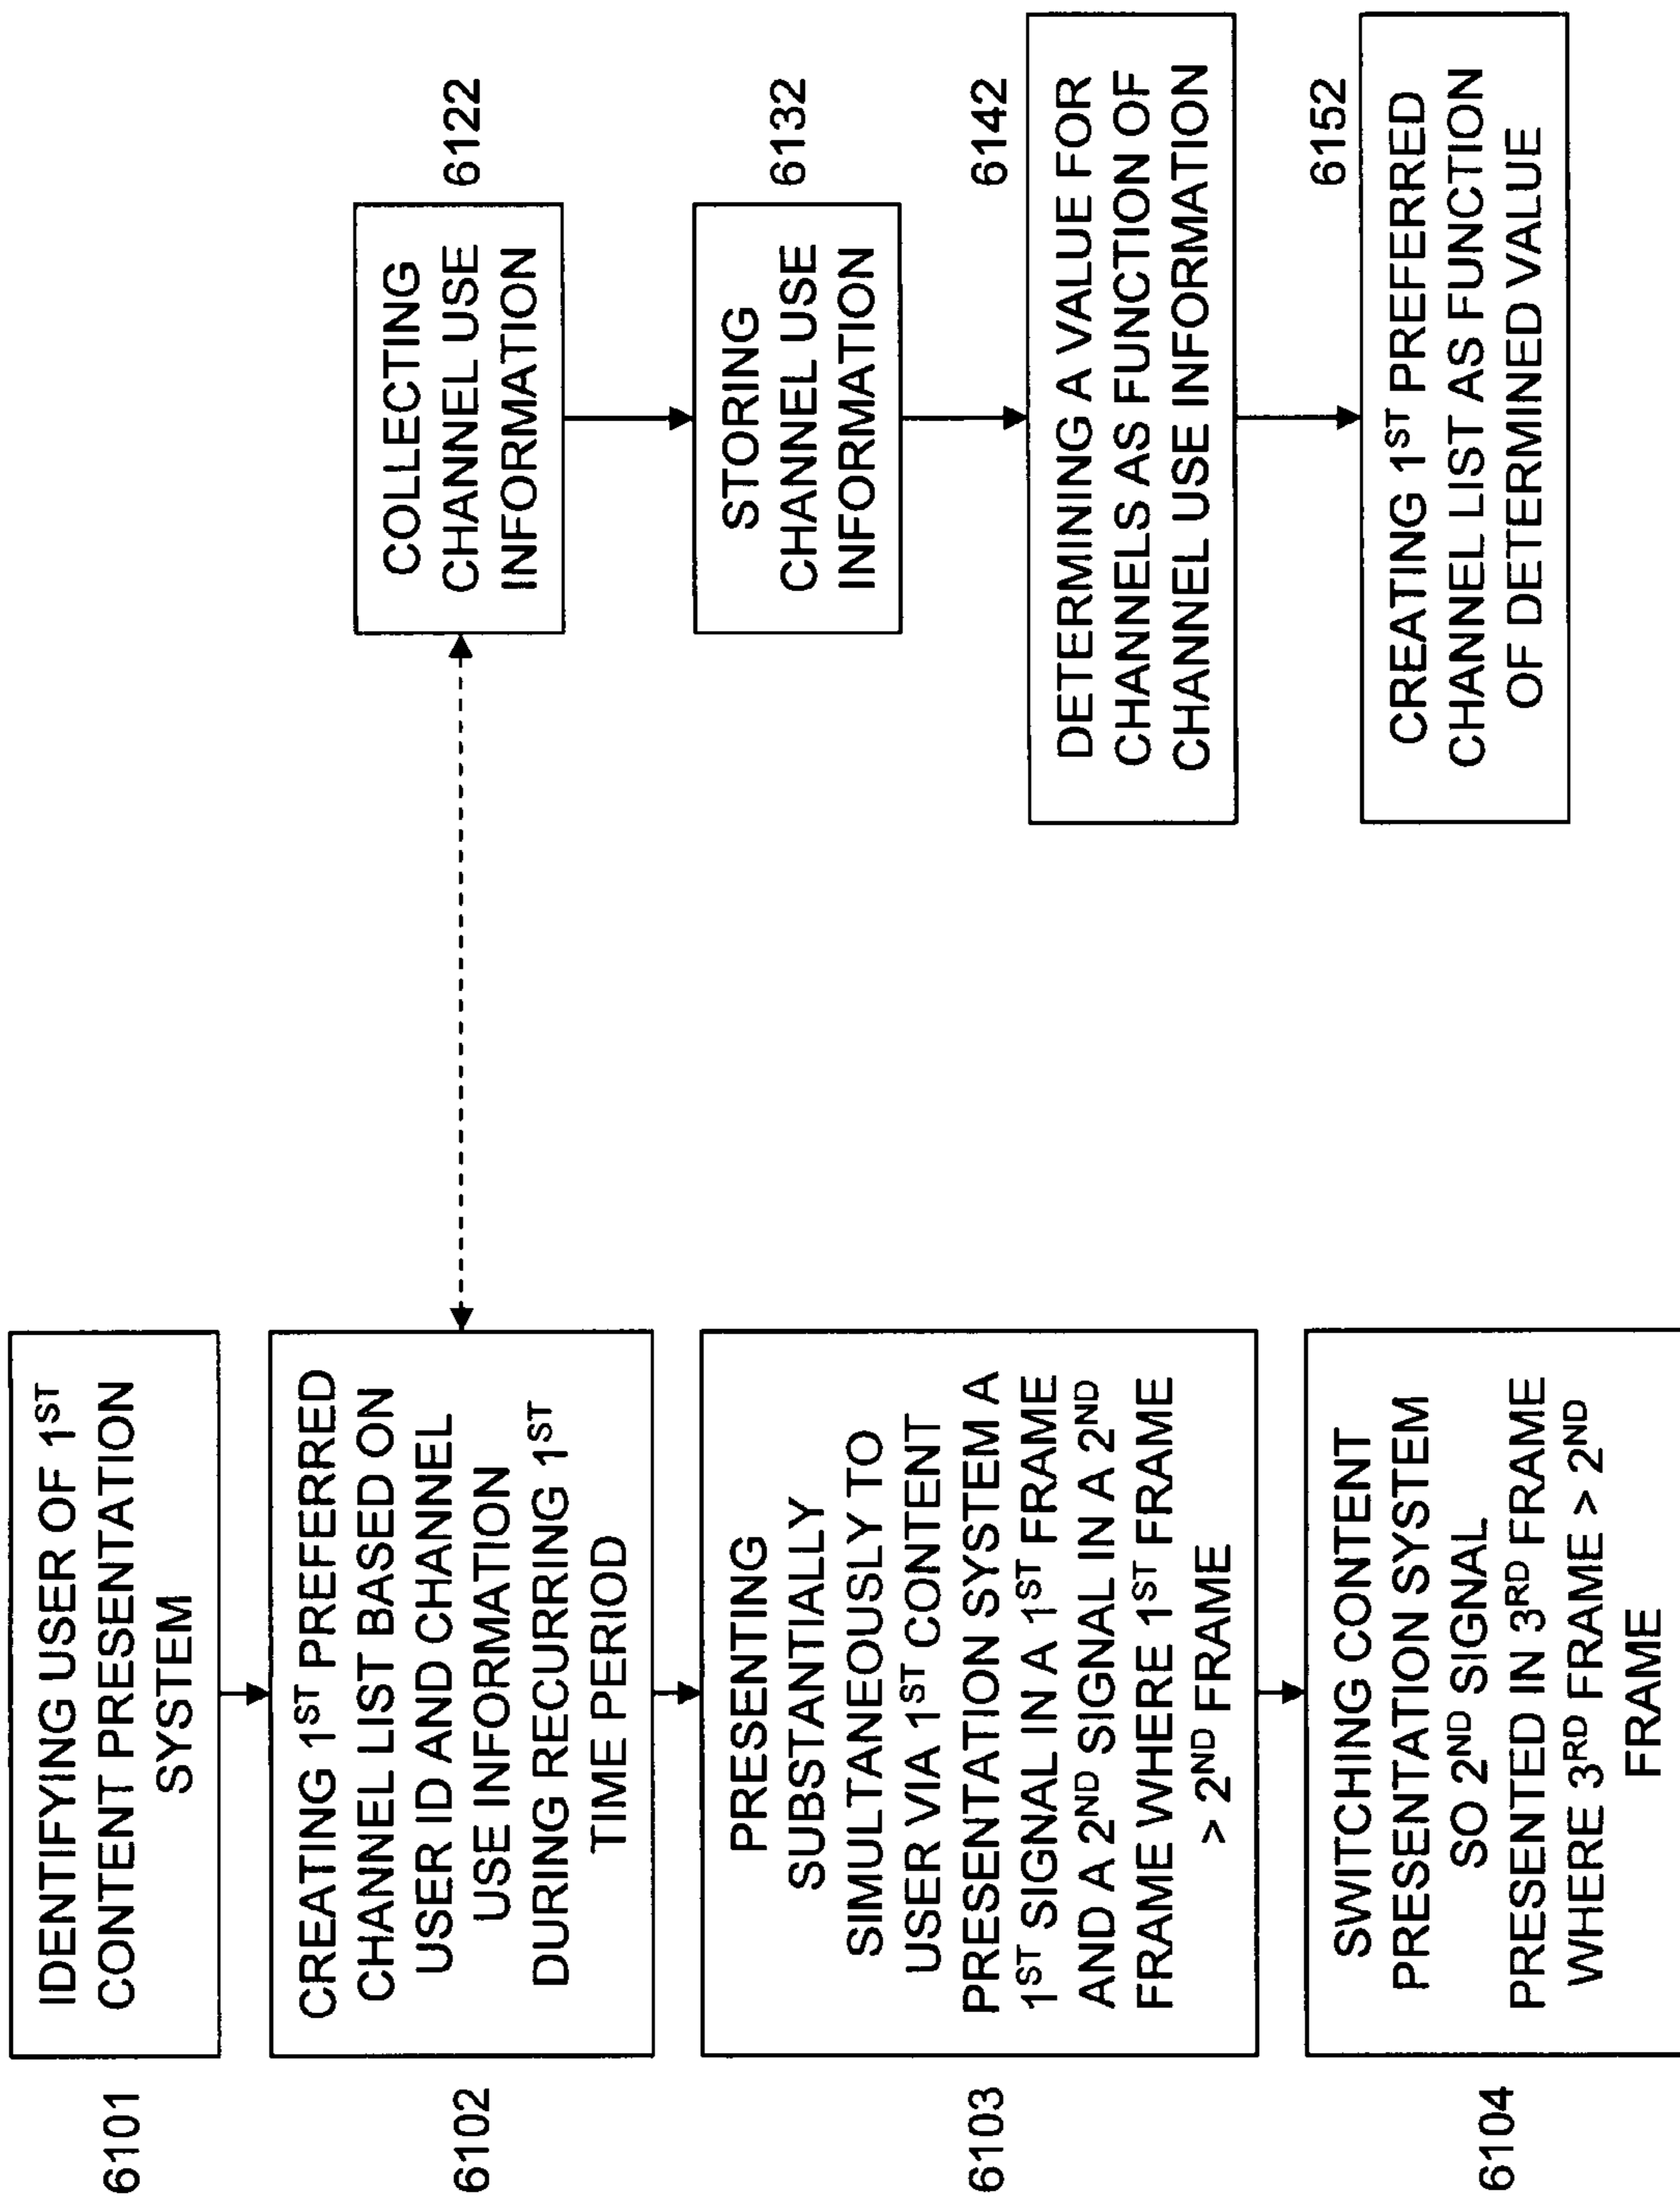 6101
IDENTIFYING USER OF 1ST
CONTENT PRESENTATION
SYSTEM
6102
CREATING 1ST PREFERRED
CHANNEL LIST BASED ON
USER ID AND CHANNEL
USE INFORMATION
DURING RECURRING 1ST
TIME PERIOD
6103
PRESENTING
SUBSTANTIALLY
SIMULTANEOUSLY TO
USER VIA 1ST CONTENT
PRESENTATION SYSTEM A
1ST SIGNAL IN A 1ST FRAME
AND A 2ND SIGNAL IN A 2ND
FRAME WHERE 1ST FRAME
> 2ND FRAME
6104
SWITCHING CONTENT
PRESENTATION SYSTEM
SO 2ND SIGNAL
PRESENTED IN 3RD FRAME
WHERE 3RD FRAME > 2ND
FRAME
6122
COLLECTING
CHANNEL USE
INFORMATION
6132
STORING
CHANNEL USE
INFORMATION
6142
DETERMINING A VALUE FOR
CHANNELS AS FUNCTION OF
CHANNEL USE INFORMATION
6152
CREATING 1ST PREFERRED
CHANNEL LIST AS FUNCTION
OF DETERMINED VALUE